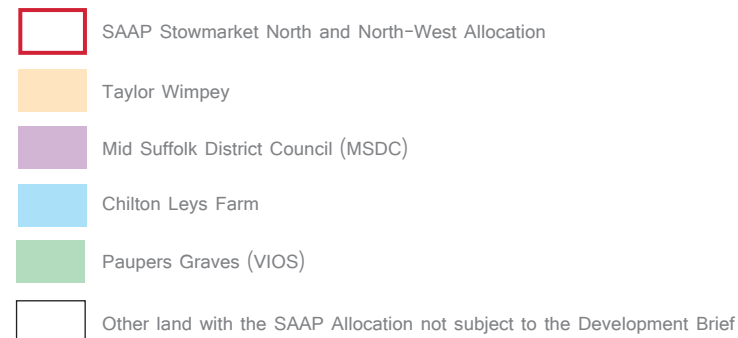 SAAP Stowmarket North and North-West Allocation
Taylor Wimpey
Mid Suffolk District Council (MSDC)
Chilton Leys Farm
Paupers Graves (VIOS)
Other land with the SAAP Allocation not subject to the Development Brief